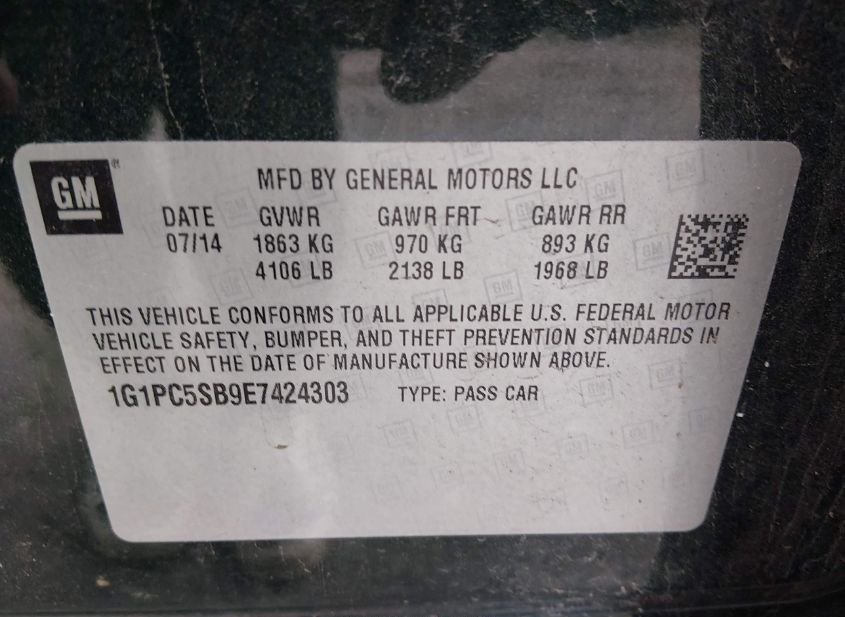 GM
MFD BY GENERAL MOTORS LLC
DATE GVWR GAWR FRT GAWR RR
07/14 1863 KG 970 KG 893 KG
4106 LB 2138 LB 1968 LB
THIS VEHICLE CONFORMS TO ALL APPLICABLE U.S. FEDERAL MOTOR
VEHICLE SAFETY, BUMPER, AND THEFT PREVENTION STANDARDS IN
EFFECT ON THE DATE OF MANUFACTURE SHOWN ABOVE.
1G1PC5SB9E7424303 TYPE: PASS CAR